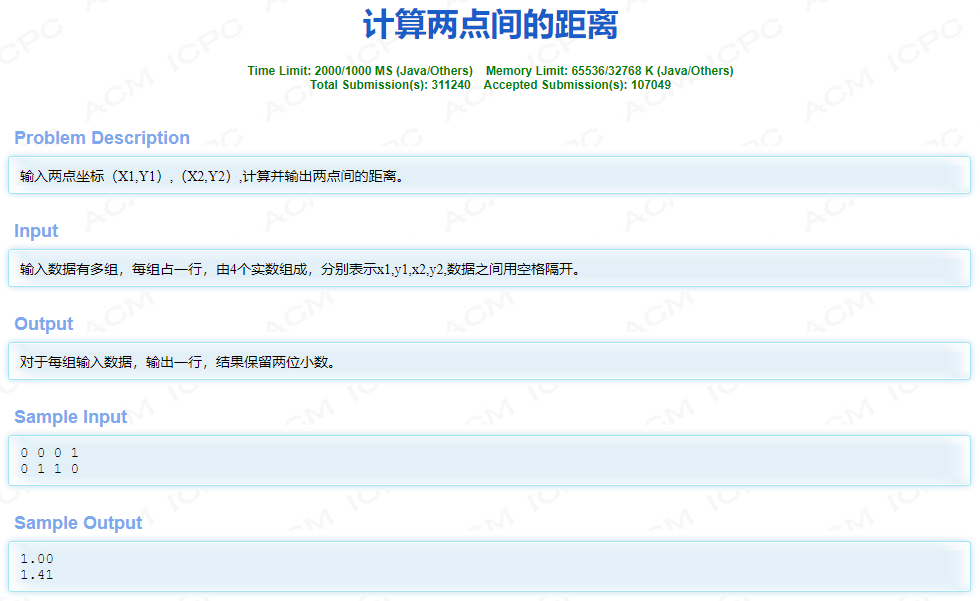 计算两点间的距离
Time Limit: 2000/1000 MS (Java/Others)    Memory Limit: 65536/32768 K (Java/Others)
Total Submission(s): 311240    Accepted Submission(s): 107049
Problem Description
输入两点坐标（X1,Y1）,（X2,Y2）,计算并输出两点间的距离。
Input
输入数据有多组，每组占一行，由4个实数组成，分别表示x1,y1,x2,y2,数据之间用空格隔开。
Output
对于每组输入数据，输出一行，结果保留两位小数。
Sample Input
0 0 0 1
0 1 1 0
Sample Output
1.00
1.41